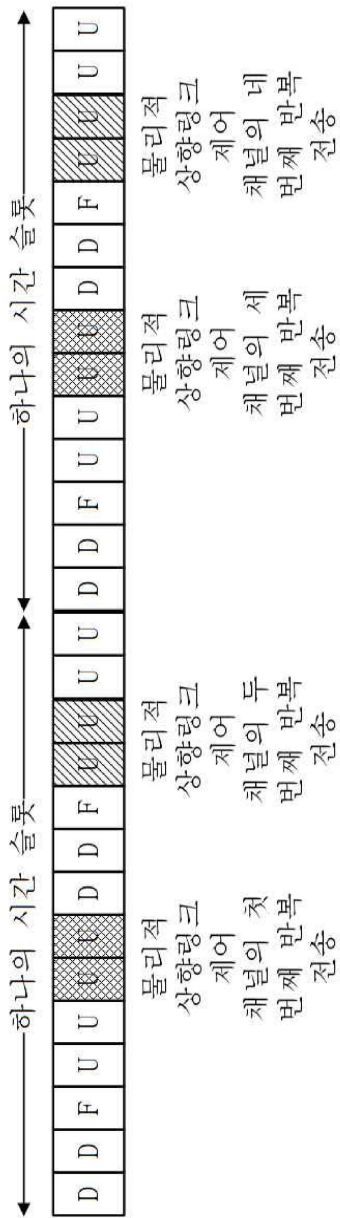 하나의 시간 슬롯
하나의 시간 슬롯
D D F U U U U D D F U U U U D D F U U U U D D F U U U U
물리적
상향링크
제어
채널의 첫
번째 반복
전송
물리적
상향링크
제어
채널의 두
번째 반복
전송
물리적
상향링크
제어
채널의 세
번째 반복
전송
물리적
상향링크
제어
채널의 네
번째 반복
전송